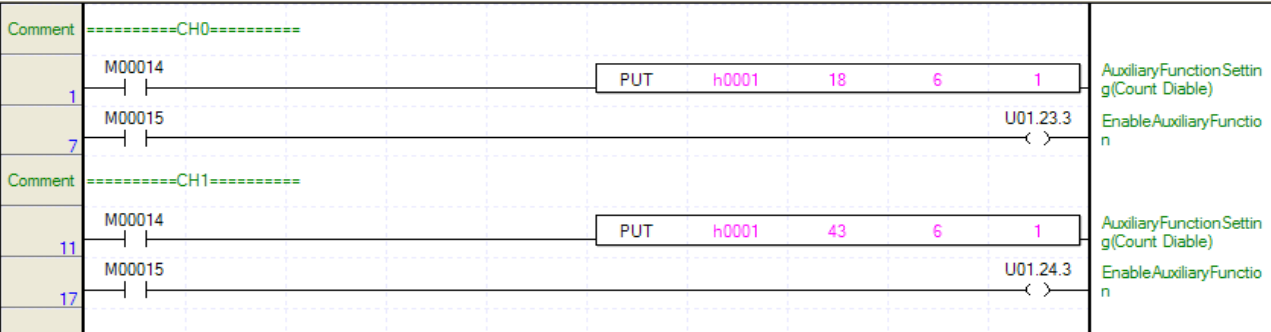 Comment ==========CH0==========
M00014
1 PUT h0001 18 6 1 AuxiliaryFunctionSettin
g(Count Diable)
M00015 U01.23.3 EnableAuxiliaryFunctio
7 n
Comment ==========CH1==========
M00014
11 PUT h0001 43 6 1 AuxiliaryFunctionSettin
g(Count Diable)
M00015 U01.24.3 EnableAuxiliaryFunctio
17 n